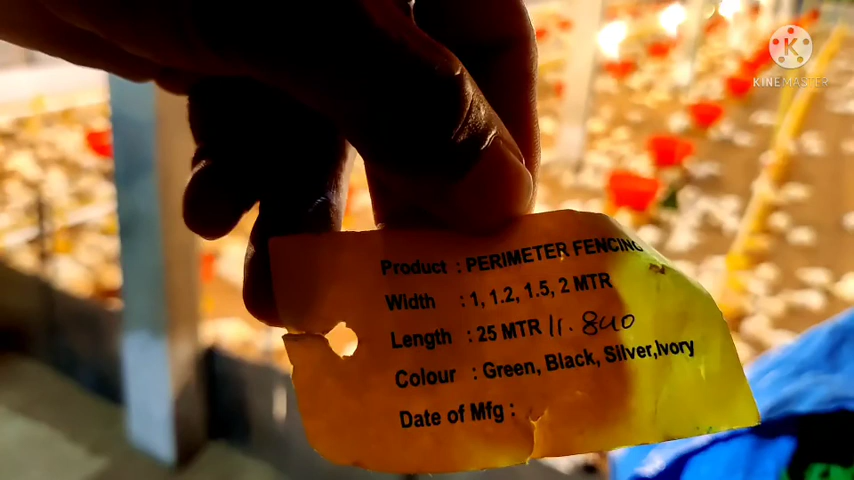 K
KINEMASTER
Product : PERIMETER FENCING
Width : 1, 1.2, 1.5, 2 MTR
Length : 25 MTR 11.840
Colour : Green, Black, Silver,Ivory
Date of Mfg :